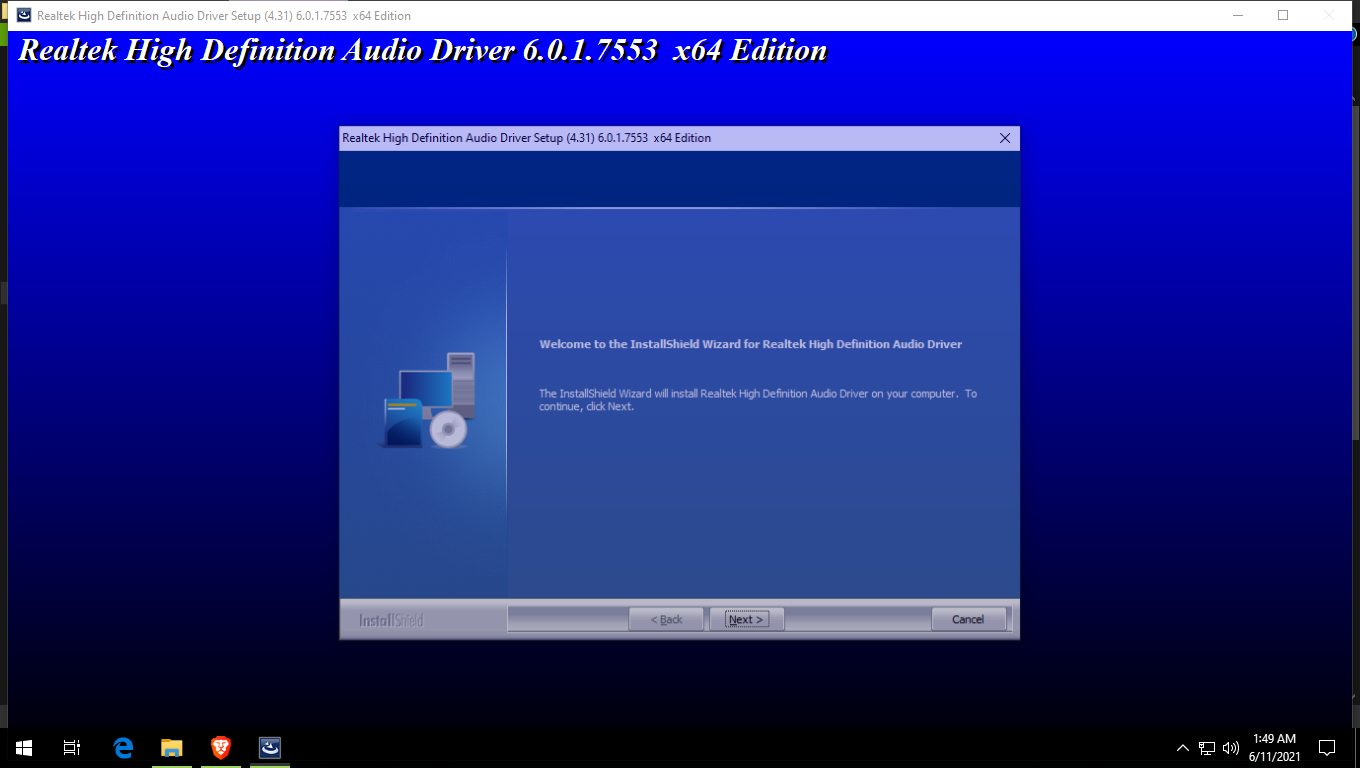 Realtek High Definition Audio Driver Setup (4.31) 6.0.1.7553  x64 Edition
Realtek High Definition Audio Driver 6.0.1.7553  x64 Edition
Realtek High Definition Audio Driver Setup (4.31) 6.0.1.7553  x64 Edition
Welcome to the InstallShield Wizard for Realtek High Definition Audio Driver
The InstallShield Wizard will install Realtek High Definition Audio Driver on your computer.  To
continue, click Next.
InstallShield
< Back
Next >
Cancel
1:49 AM
6/11/2021